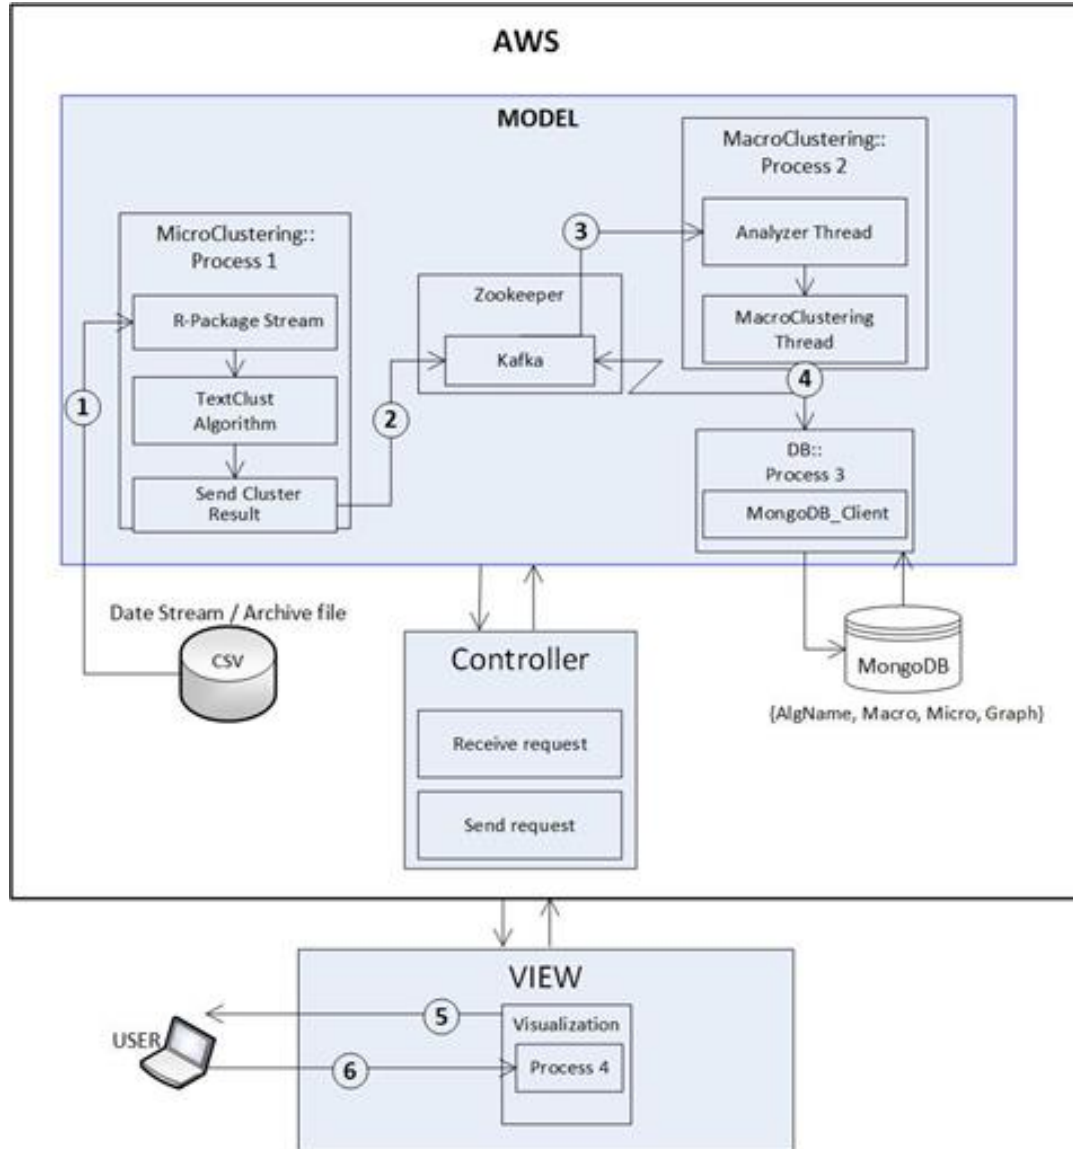 AWS
MODEL
MicroClustering::
Process 1
R-Package Stream
TextClust
Algorithm
Send Cluster
Result
1
2
Zookeeper
Kafka
3
MacroClustering::
Process 2
Analyzer Thread
MacroClustering
Thread
4
DB::
Process 3
MongoDB_Client
Date Stream / Archive file
CSV
MongoDB
{AlgName, Macro, Micro, Graph}
Controller
Receive request
Send request
VIEW
USER
5
6
Visualization
Process 4